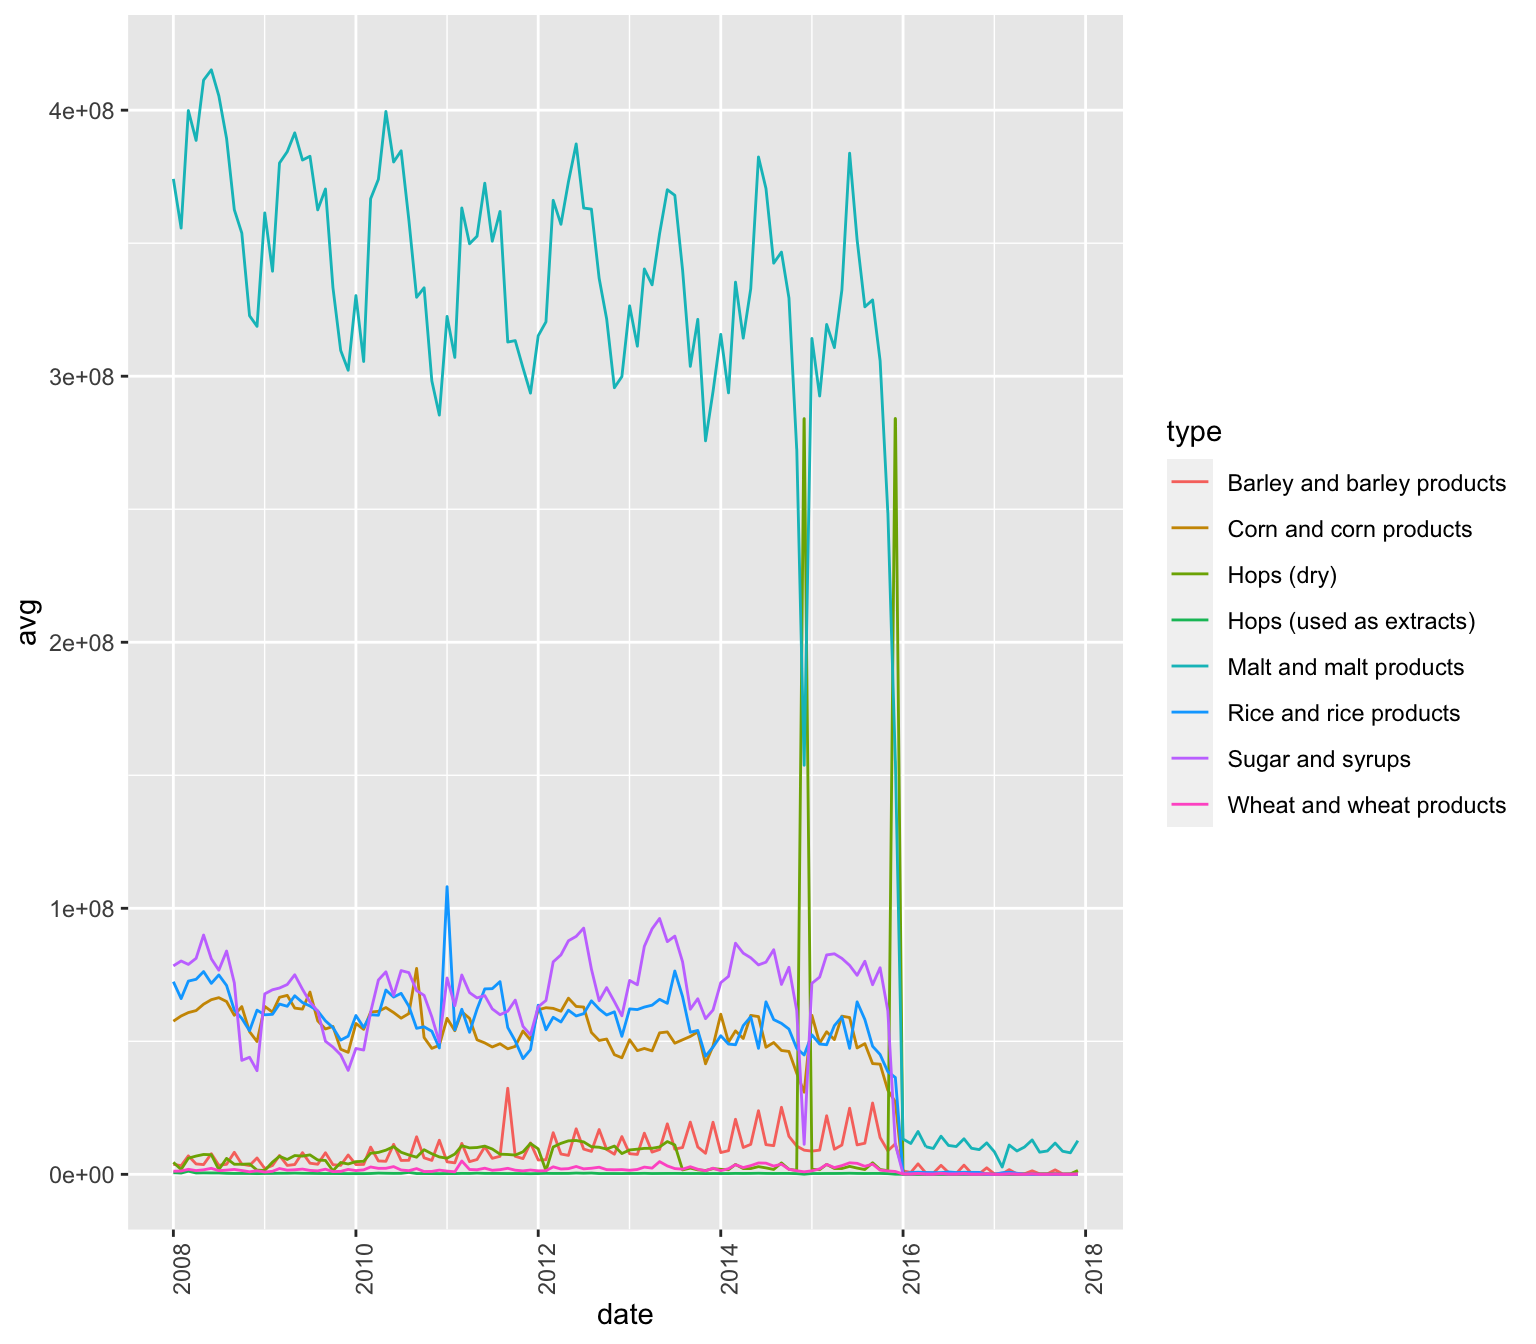 4e+08
3e+08
2e+08
1e+08
0e+00
avg
2008
2010
2012
2014
2016
2018
date
type
Barley and barley products
Corn and corn products
Hops (dry)
Hops (used as extracts)
Malt and malt products
Rice and rice products
Sugar and syrups
Wheat and wheat products